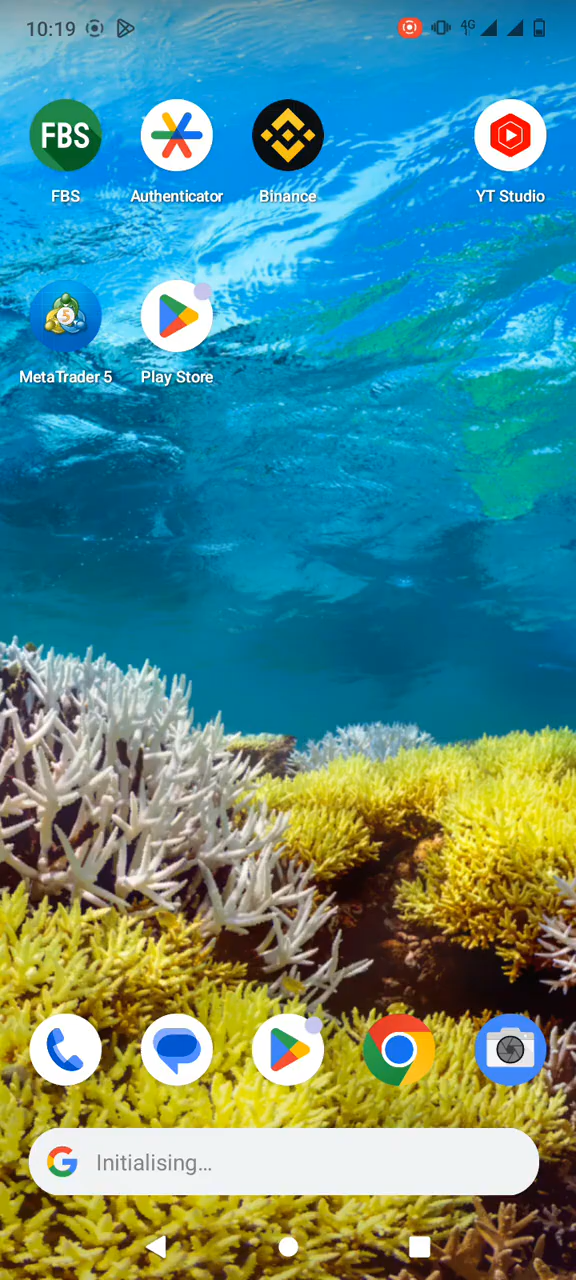 10:19
4G
FBS
FBS
Authenticator
Binance
YT Studio
5
MetaTrader 5
Play Store
Initialising...